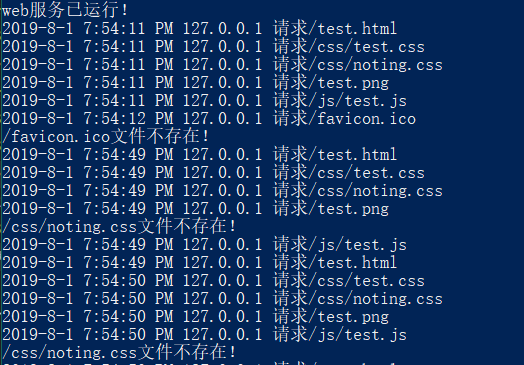 web服务已运行!
2019-8-1 7:54:11 PM 127.0.0.1 请求/test.html
2019-8-1 7:54:11 PM 127.0.0.1 请求/css/test.css
2019-8-1 7:54:11 PM 127.0.0.1 请求/css/noting.css
2019-8-1 7:54:11 PM 127.0.0.1 请求/test.png
2019-8-1 7:54:11 PM 127.0.0.1 请求/js/test.js
2019-8-1 7:54:12 PM 127.0.0.1 请求/favicon.ico
/favicon.ico文件不存在!
2019-8-1 7:54:49 PM 127.0.0.1 请求/test.html
2019-8-1 7:54:49 PM 127.0.0.1 请求/css/test.css
2019-8-1 7:54:49 PM 127.0.0.1 请求/css/noting.css
2019-8-1 7:54:49 PM 127.0.0.1 请求/test.png
/css/noting.css文件不存在!
2019-8-1 7:54:49 PM 127.0.0.1 请求/js/test.js
2019-8-1 7:54:49 PM 127.0.0.1 请求/test.html
2019-8-1 7:54:50 PM 127.0.0.1 请求/css/test.css
2019-8-1 7:54:50 PM 127.0.0.1 请求/css/noting.css
2019-8-1 7:54:50 PM 127.0.0.1 请求/test.png
2019-8-1 7:54:50 PM 127.0.0.1 请求/js/test.js
/css/noting.css文件不存在!